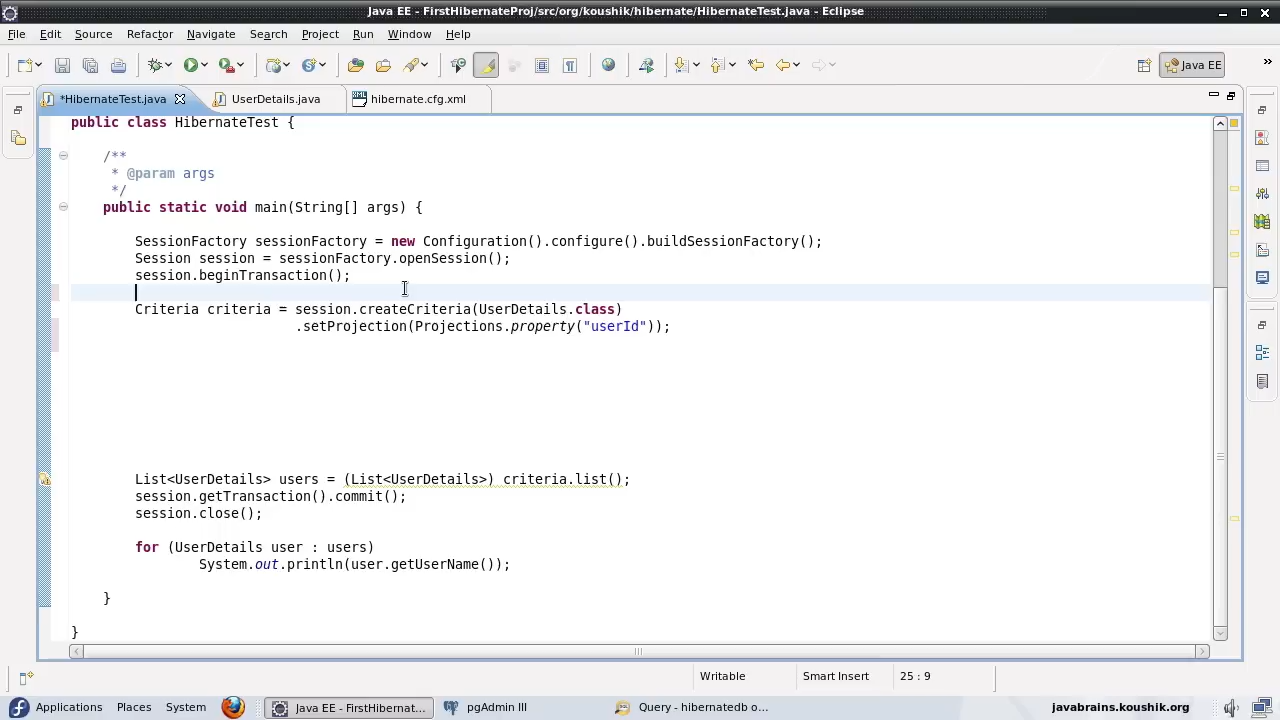 Java EE - FirstHibernateProj/src/org/koushik/hibernate/HibernateTest.java - Eclipse
File Edit Source Refactor Navigate Search Project Run Window Help
Java EE
*HibernateTest.java UserDetails.java hibernate.cfg.xml
public class HibernateTest {
/**
* @param args
*/
public static void main(String[] args) {
SessionFactory sessionFactory = new Configuration().configure().buildSessionFactory();
Session session = sessionFactory.openSession();
session.beginTransaction();
Criteria criteria = session.createCriteria(UserDetails.class)
.setProjection(Projections.property("userId"));
List<UserDetails> users = (List<UserDetails>) criteria.list();
session.getTransaction().commit();
session.close();
for (UserDetails user : users)
System.out.println(user.getUserName());
}
}
Writable Smart Insert 25 : 9
Applications Places System Java EE - FirstHibernat... pgAdmin III Query - hibernatedb o... javabrains.koushik.org